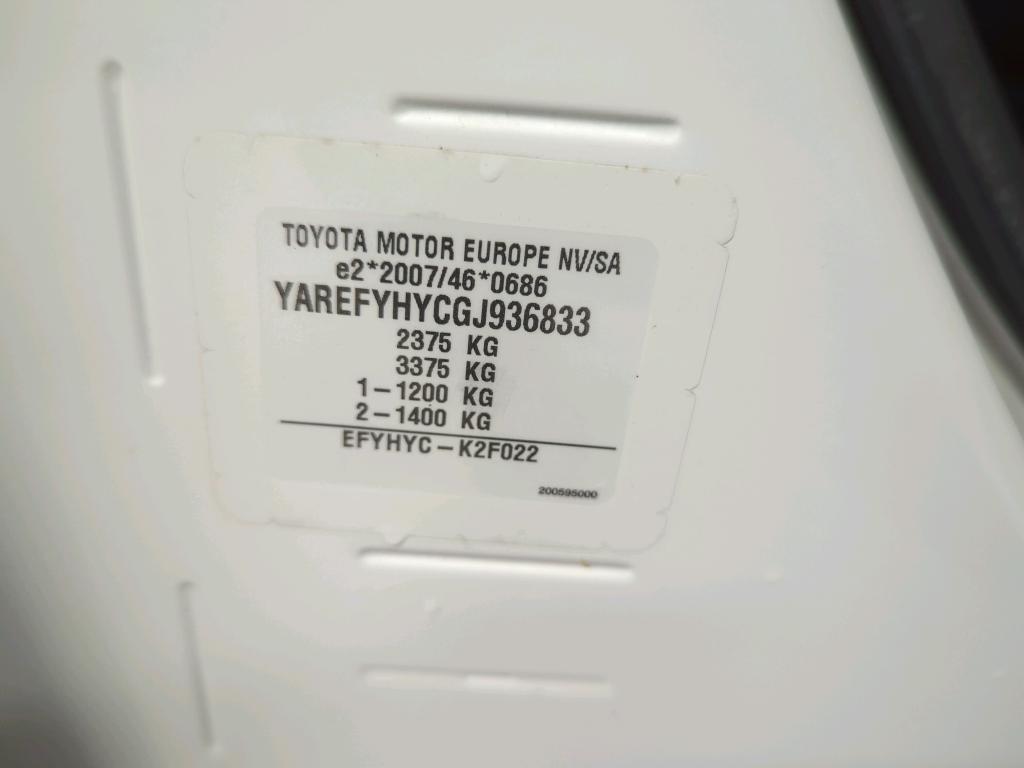 TOYOTA MOTOR EUROPE NV/SA
e2*2007/46*0686
YAREFYHYCGJ936833
2375 KG
3375 KG
1-1200 KG
2-1400 KG
EFYHYC-K2F022
200595000